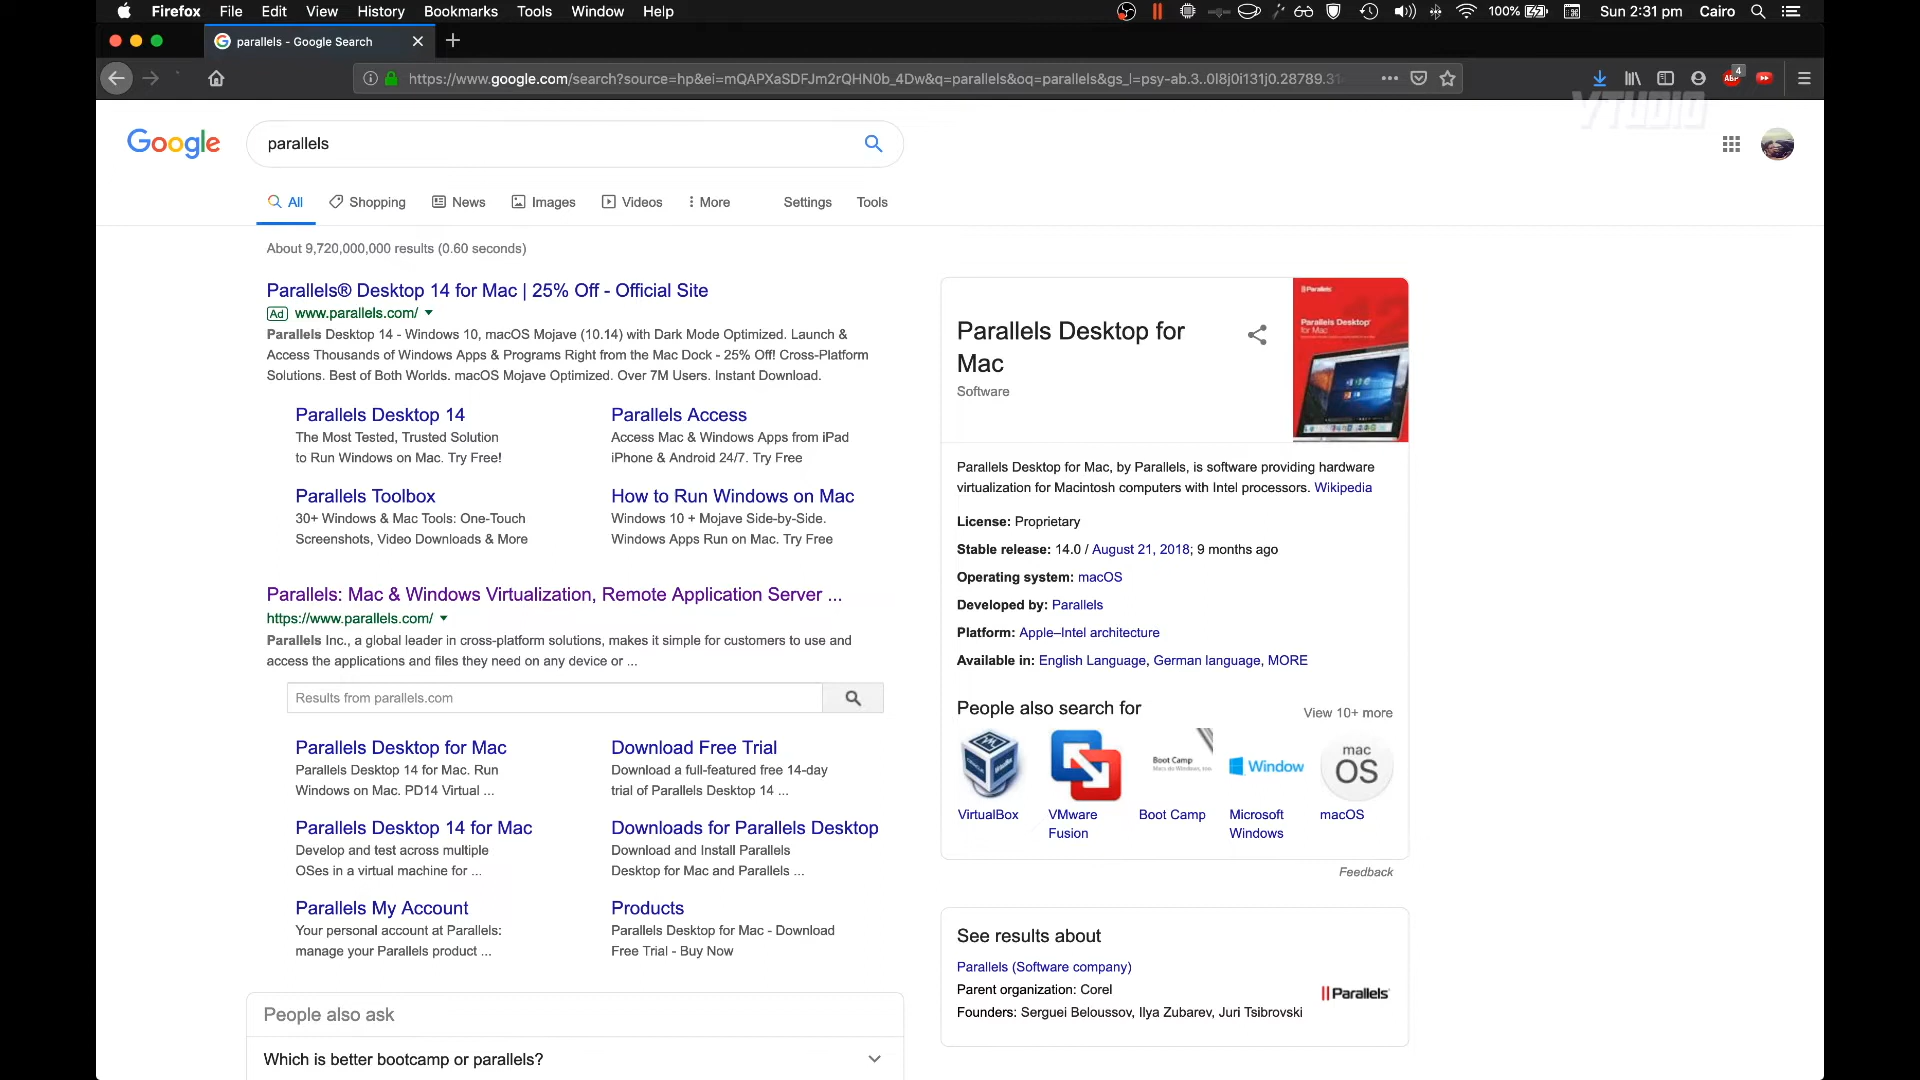 Firefox File Edit View History Bookmarks Tools Window Help
100% Sun 2:31 pm Cairo
parallels - Google Search
https://www.google.com/search?source=hp&ei=mQAPXaSDFJm2rQHN0b_4Dw&q=parallels&oq=parallels&gs_l=psy-ab.3..0l8j0i131j0.28789.31
ABP 4
VTUDIO
Google
parallels
All Shopping News Images Videos More Settings Tools
About 9,720,000,000 results (0.60 seconds)
Parallels® Desktop 14 for Mac | 25% Off - Official Site
Ad www.parallels.com/
Parallels Desktop 14 - Windows 10, macOS Mojave (10.14) with Dark Mode Optimized. Launch &
Access Thousands of Windows Apps & Programs Right from the Mac Dock - 25% Off! Cross-Platform
Solutions. Best of Both Worlds. macOS Mojave Optimized. Over 7M Users. Instant Download.
Parallels Desktop 14
The Most Tested, Trusted Solution
to Run Windows on Mac. Try Free!
Parallels Access
Access Mac & Windows Apps from iPad
iPhone & Android 24/7. Try Free
Parallels Toolbox
30+ Windows & Mac Tools: One-Touch
Screenshots, Video Downloads & More
How to Run Windows on Mac
Windows 10 + Mojave Side-by-Side.
Windows Apps Run on Mac. Try Free
Parallels: Mac & Windows Virtualization, Remote Application Server ...
https://www.parallels.com/
Parallels Inc., a global leader in cross-platform solutions, makes it simple for customers to use and
access the applications and files they need on any device or ...
Results from parallels.com
Parallels Desktop for Mac
Parallels Desktop 14 for Mac. Run
Windows on Mac. PD14 Virtual ...
Download Free Trial
Download a full-featured free 14-day
trial of Parallels Desktop 14 ...
Parallels Desktop 14 for Mac
Develop and test across multiple
OSes in a virtual machine for ...
Downloads for Parallels Desktop
Download and Install Parallels
Desktop for Mac and Parallels ...
Parallels My Account
Your personal account at Parallels:
manage your Parallels product ...
Products
Parallels Desktop for Mac - Download
Free Trial - Buy Now
People also ask
Which is better bootcamp or parallels?
Parallels Desktop for
Mac
Software
Parallels
Parallels Desktop
for Mac
Parallels Desktop for Mac, by Parallels, is software providing hardware
virtualization for Macintosh computers with Intel processors. Wikipedia
License: Proprietary
Stable release: 14.0 / August 21, 2018; 9 months ago
Operating system: macOS
Developed by: Parallels
Platform: Apple–Intel architecture
Available in: English Language, German language, MORE
People also search for
View 10+ more
Boot Camp
Window
mac
OS
VirtualBox
VMware
Fusion
Boot Camp
Microsoft
Windows
macOS
Feedback
See results about
Parallels (Software company)
Parent organization: Corel
Founders: Serguei Beloussov, Ilya Zubarev, Juri Tsibrovski
Parallels